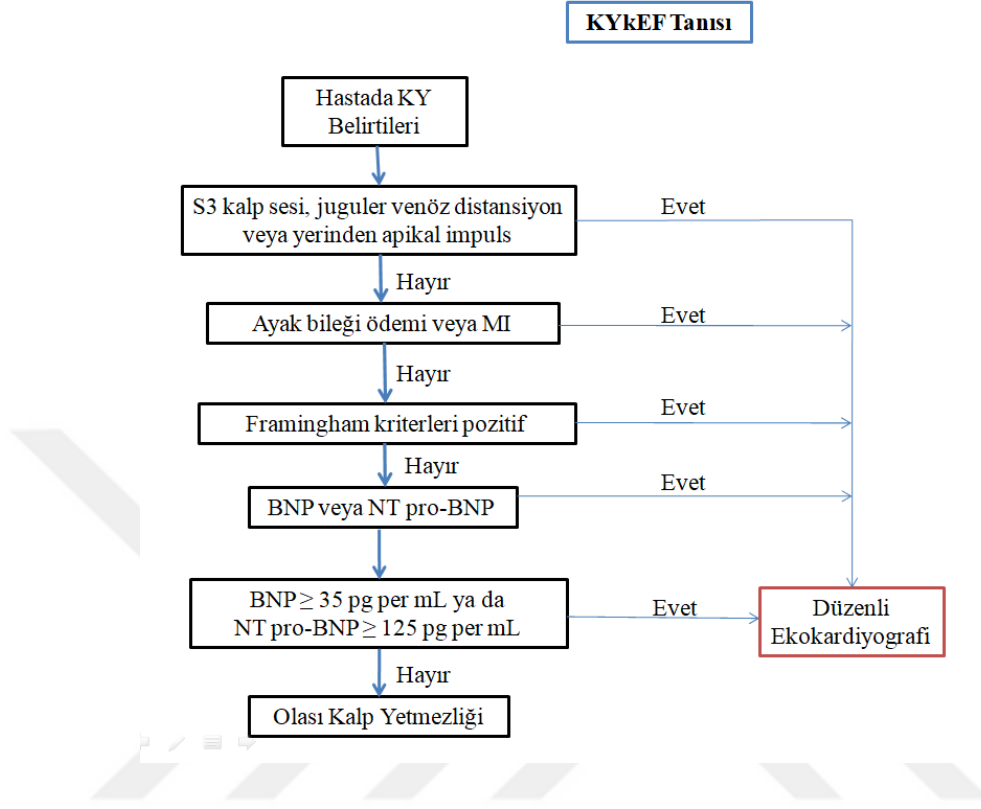 KYkEF Tanısı
Hastada KY
Belirtileri
S3 kalp sesi, juguler venöz distansiyon
veya yerinden apikal impuls
Evet
Hayır
Ayak bileği ödemi veya MI
Evet
Hayır
Framingham kriterleri pozitif
Evet
Hayır
BNP veya NT pro-BNP
Evet
BNP ≥ 35 pg per mL ya da
NT pro-BNP ≥ 125 pg per mL
Evet
Düzenli
Ekokardiyografi
Hayır
Olası Kalp Yetmezliği